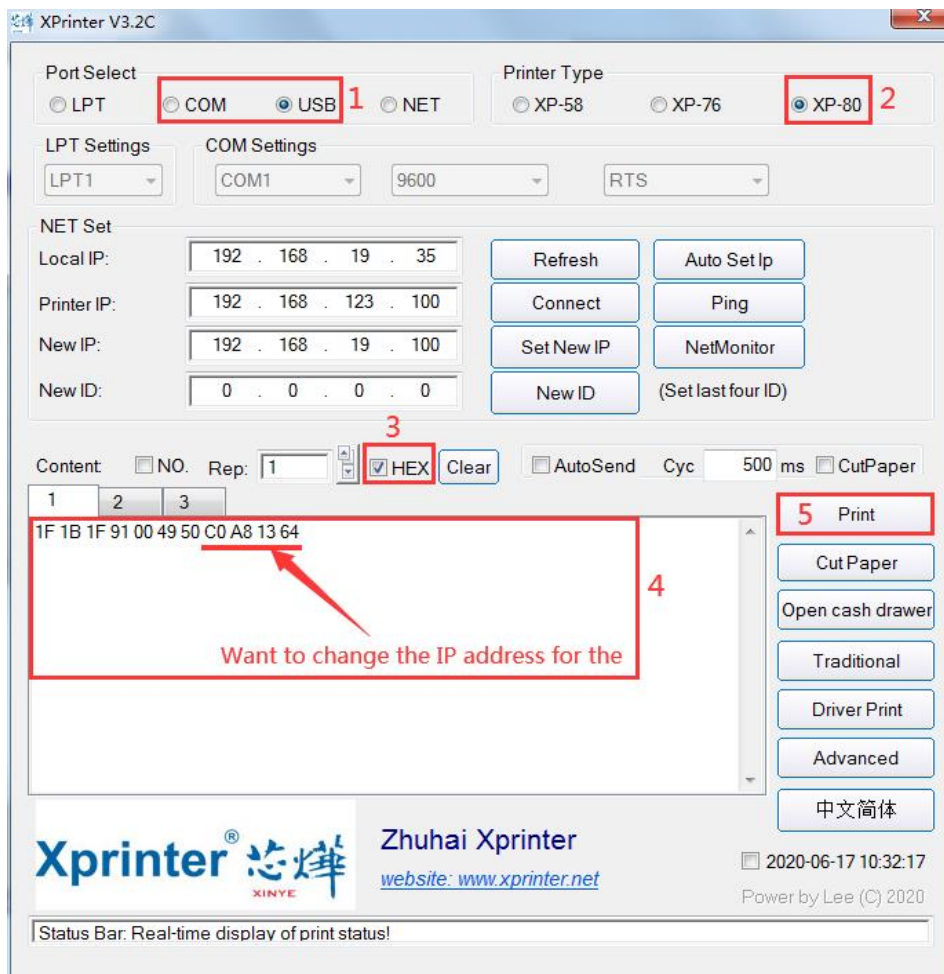 XPrinter V3.2C
Port Select
LPT COM USB 1 NET
Printer Type
XP-58 XP-76 XP-80 2
LPT Settings
LPT1
COM Settings
COM1 9600 RTS
NET Set
Local IP: 192 . 168 . 19 . 35 Refresh Auto Set Ip
Printer IP: 192 . 168 . 123 . 100 Connect Ping
New IP: 192 . 168 . 19 . 100 Set New IP NetMonitor
New ID: 0 . 0 . 0 . 0 New ID (Set last four ID)
3
Content: NO. Rep: 1 HEX Clear AutoSend Cyc 500 ms CutPaper
1 2 3
1F 1B 1F 91 00 49 50 C0 A8 13 64
4
Want to change the IP address for the
5 Print
Cut Paper
Open cash drawer
Traditional
Driver Print
Advanced
中文简体
Xprinter® 芯烨
XINYE
Zhuhai Xprinter
website: www.xprinter.net
2020-06-17 10:32:17
Power by Lee (C) 2020
Status Bar: Real-time display of print status!